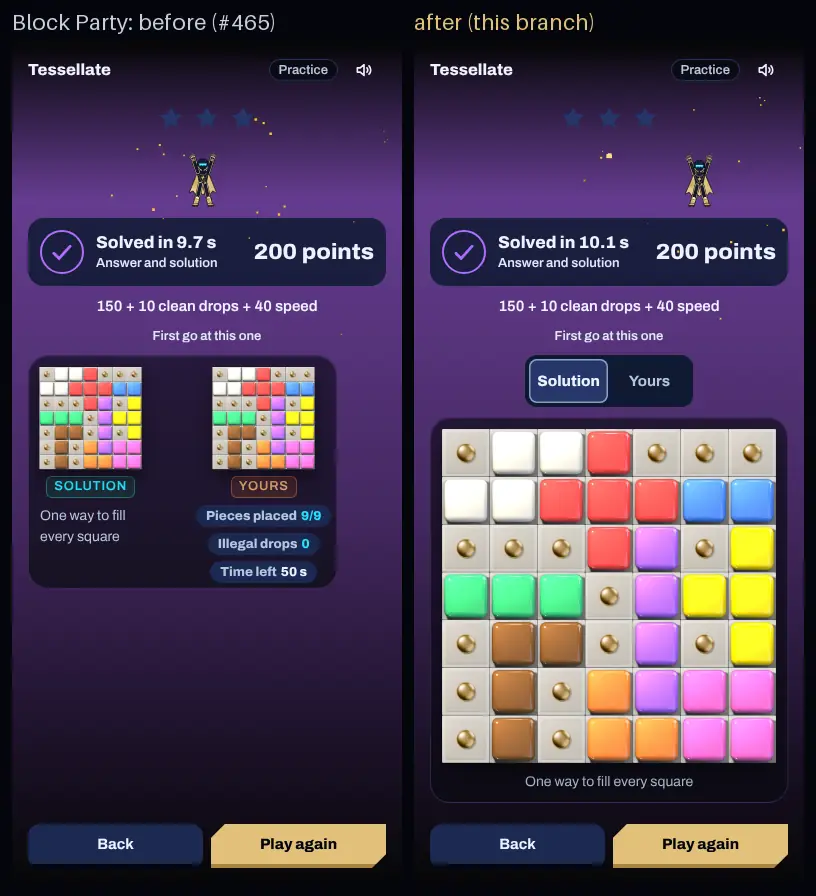 Block Party: before (#465)
Tessellate
Practice
Solved in 9.7 s
Answer and solution
200 points
150 + 10 clean drops + 40 speed
First go at this one
SOLUTION
One way to fill
every square
YOURS
Pieces placed 9/9
Illegal drops 0
Time left 50 s
Back
Play again
after (this branch)
Tessellate
Practice
Solved in 10.1 s
Answer and solution
200 points
150 + 10 clean drops + 40 speed
First go at this one
Solution
Yours
One way to fill every square
Back
Play again